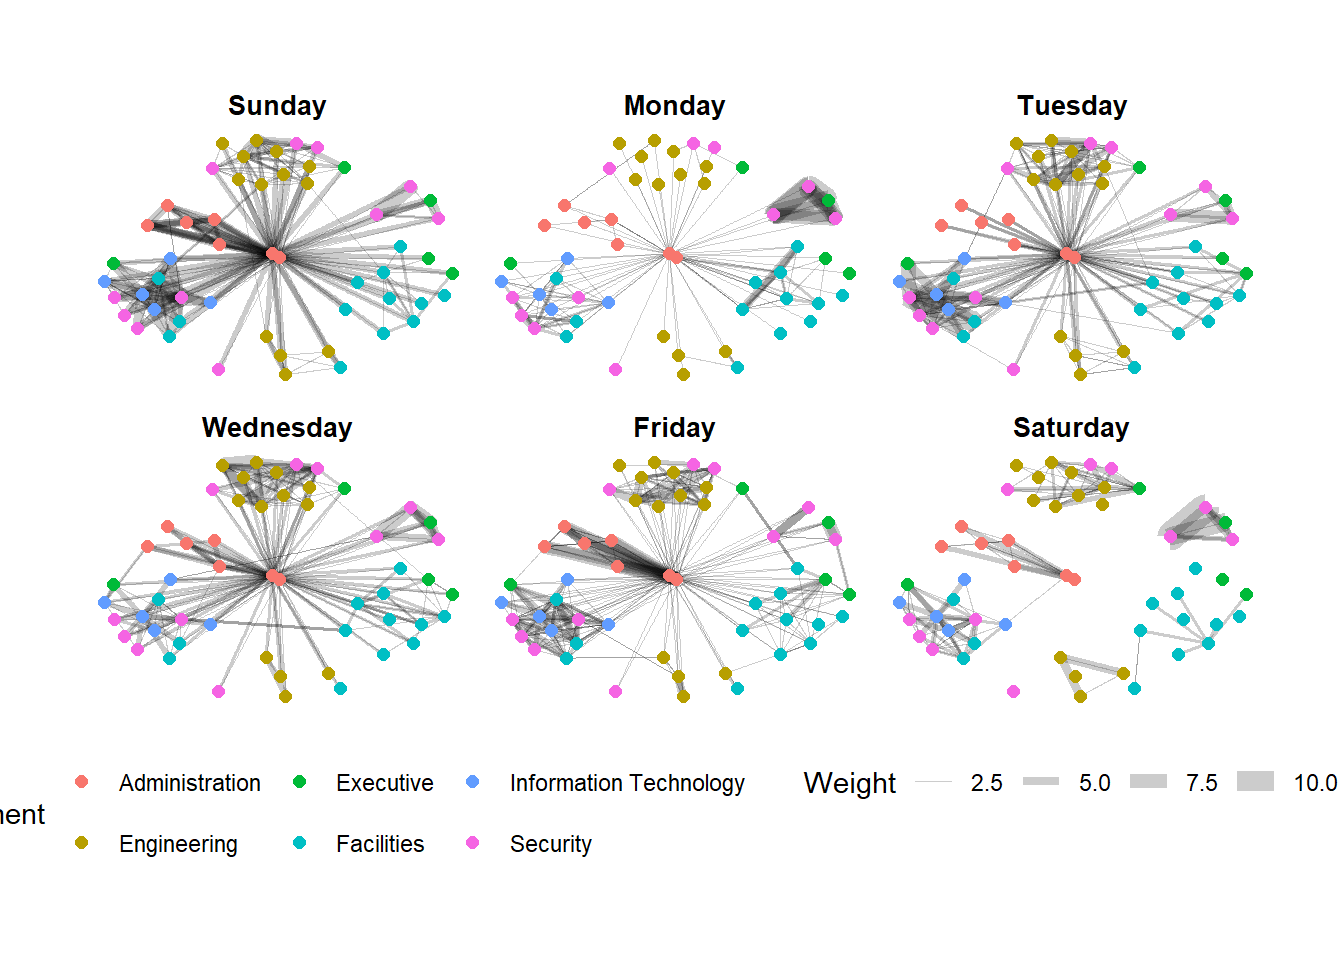 Sunday Monday Tuesday
Wednesday Friday Saturday
Administration Executive Information Technology Weight 2.5 5.0 7.5 10.0
Engineering Facilities Security